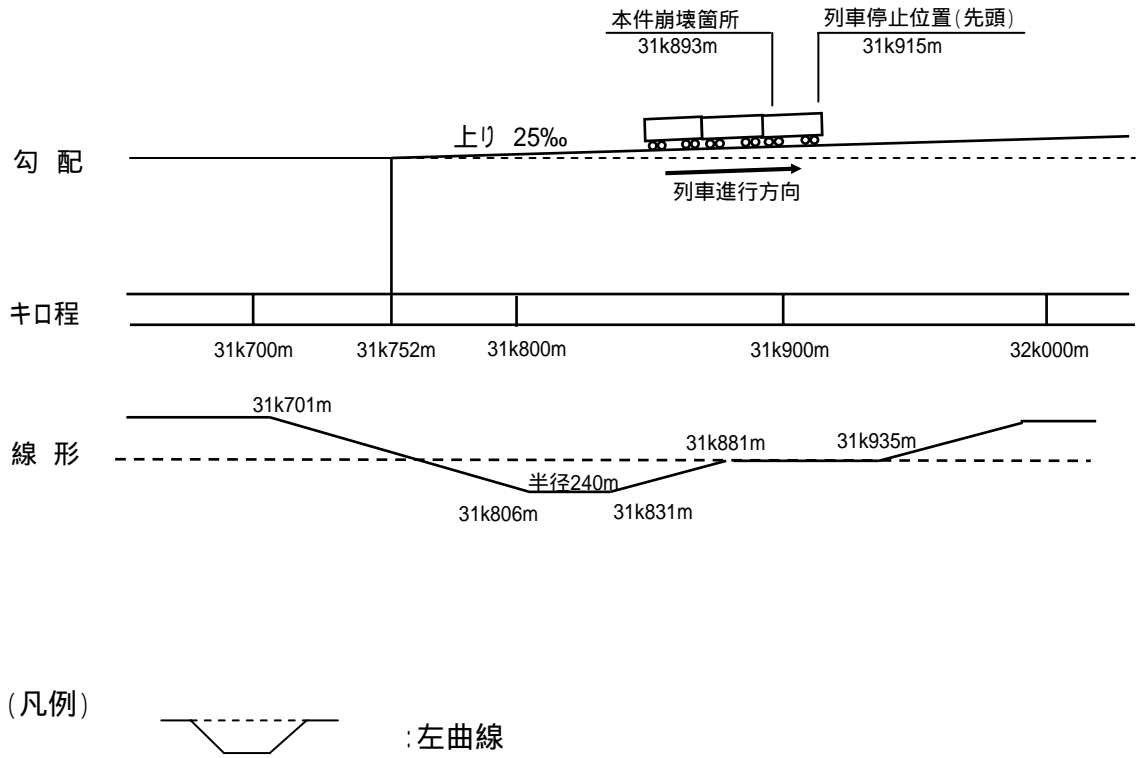 本件崩壊箇所
31k893m
列車停止位置(先頭)
31k915m
上り 25‰
勾 配
列車進行方向
キロ程
31k700m
31k752m
31k800m
31k900m
32k000m
31k701m
31k881m
31k935m
線 形
半径240m
31k806m
31k831m
(凡例)
:左曲線